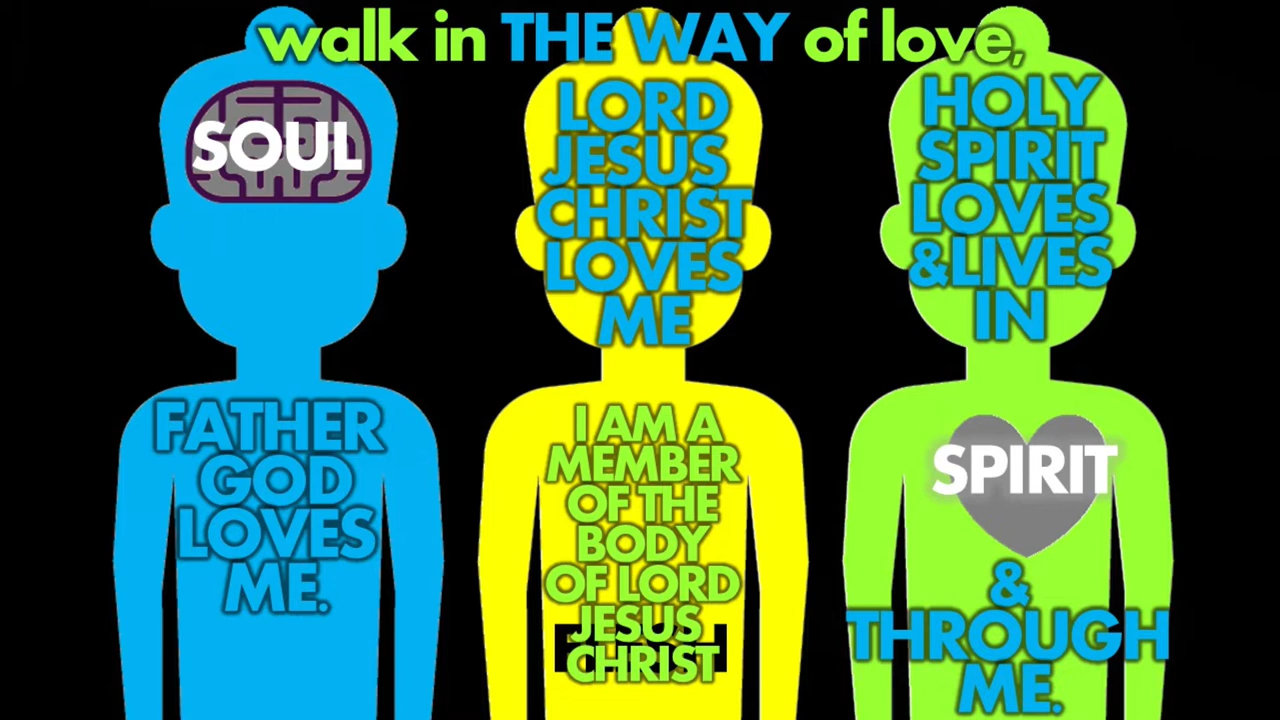 walk in THE WAY of love,
SOUL
FATHER
GOD
LOVES
ME.
LORD
JESUS
CHRIST
LOVES
ME
I AM A
MEMBER
OF THE
BODY
OF LORD
JESUS
CHRIST
HOLY
SPIRIT
LOVES
&LIVES
IN
SPIRIT
&
THROUGH
ME.